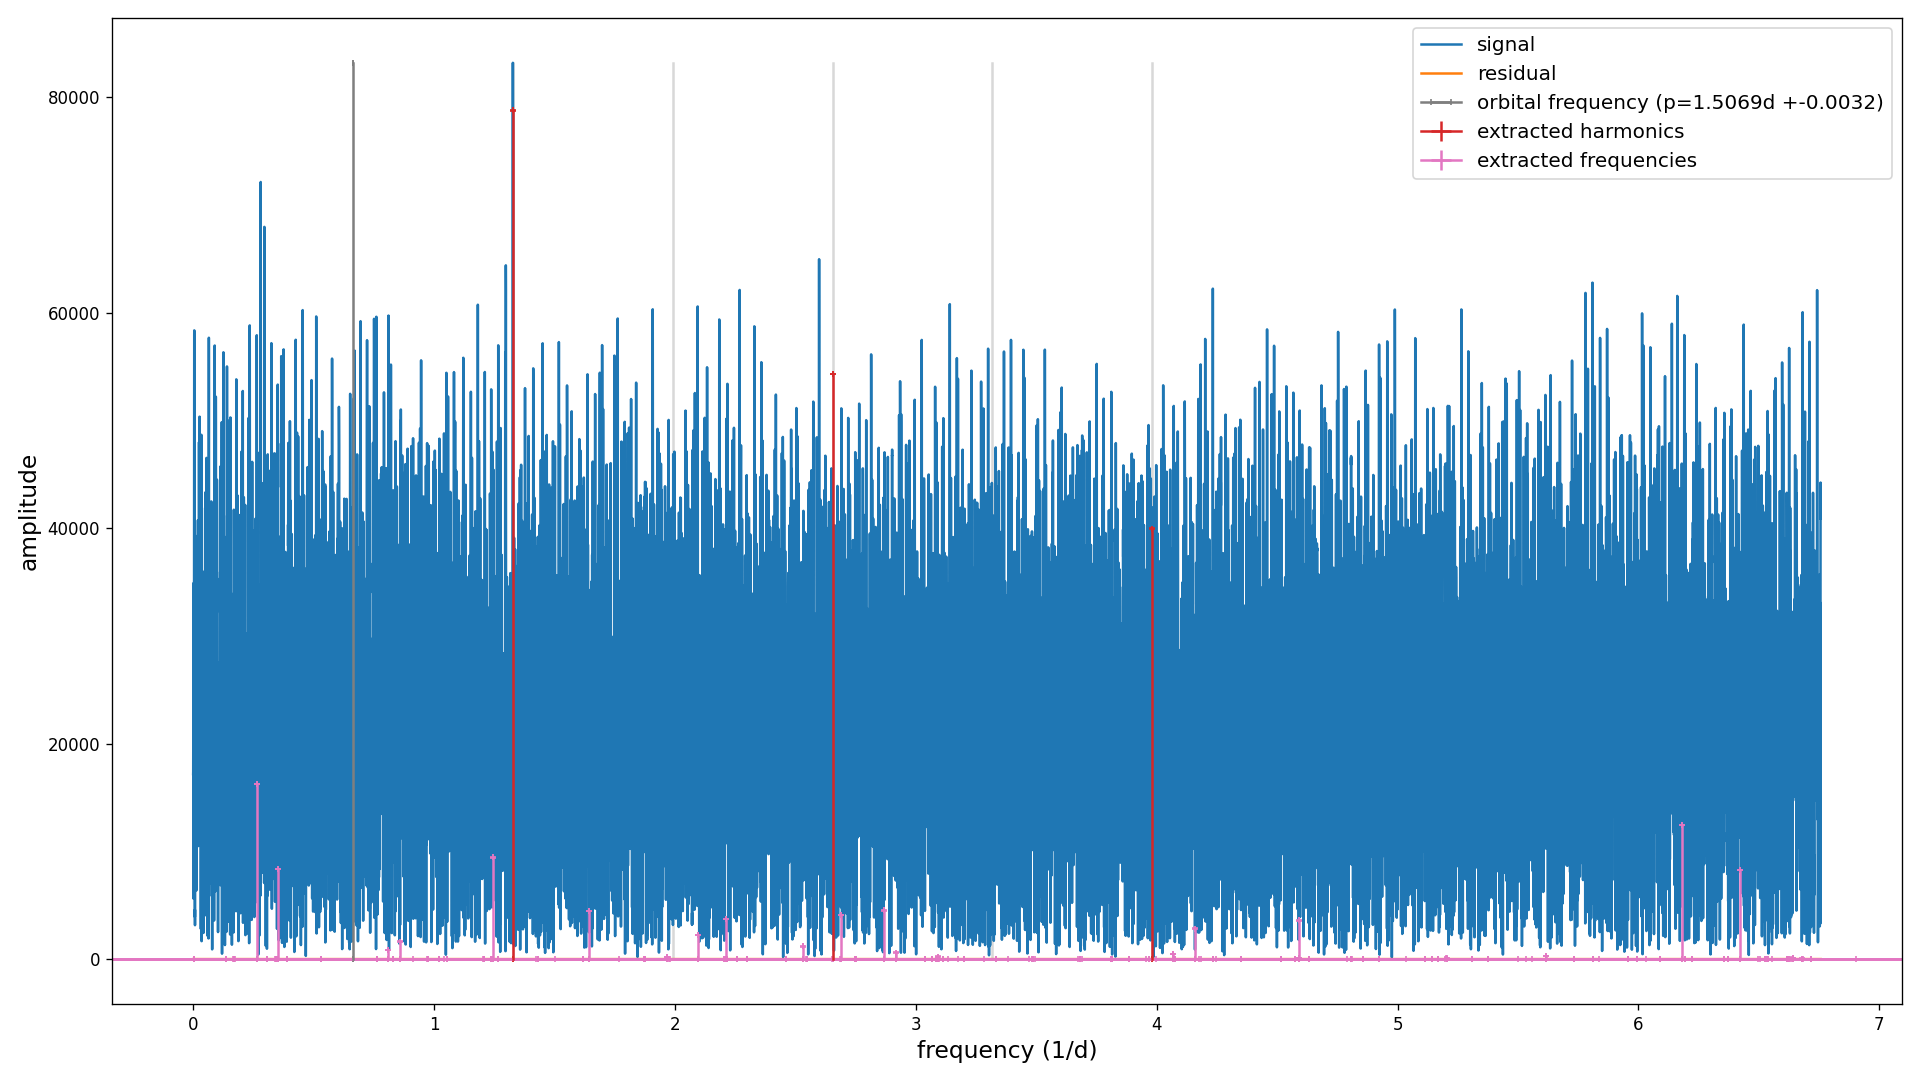 signal
residual
orbital frequency (p=1.5069d +-0.0032)
extracted harmonics
extracted frequencies
80000
60000
40000
20000
0
amplitude
0 1 2 3 4 5 6 7
frequency (1/d)